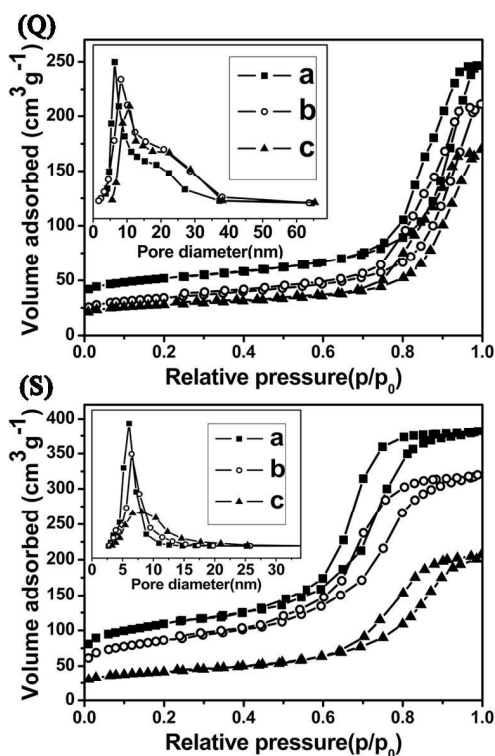 (Q)
250
200
150
100
50
0
Volume adsorbed (cm³g⁻¹)
a
b
c
0 10 20 30 40 50 60
Pore diameter(nm)
0.0 0.2 0.4 0.6 0.8 1.0
Relative pressure(p/p₀)
(S)
400
350
300
250
200
150
100
50
0
Volume adsorbed (cm³g⁻¹)
a
b
c
0 5 10 15 20 25 30
Pore diameter(nm)
0.0 0.2 0.4 0.6 0.8 1.0
Relative pressure(p/p₀)